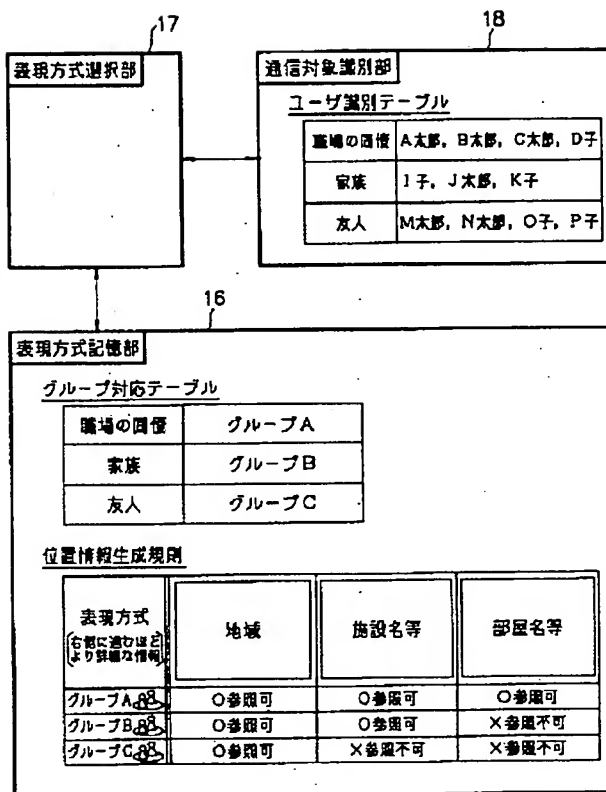 17
18
表現方式選択部
通信対象識別部
ユーザ識別テーブル
職場の同僚 A太郎, B太郎, C太郎, D子
家族 I子, J太郎, K子
友人 M太郎, N太郎, O子, P子
16
表現方式記憶部
グループ対応テーブル
職場の同僚 グループA
家族 グループB
友人 グループC
位置情報生成規則
表現方式
(右側に進むほど
より詳細な情報)
地域 施設名等 部屋名等
グループA ○参照可 ○参照可 ○参照可
グループB ○参照可 ○参照可 ×参照不可
グループC ○参照可 ×参照不可 ×参照不可